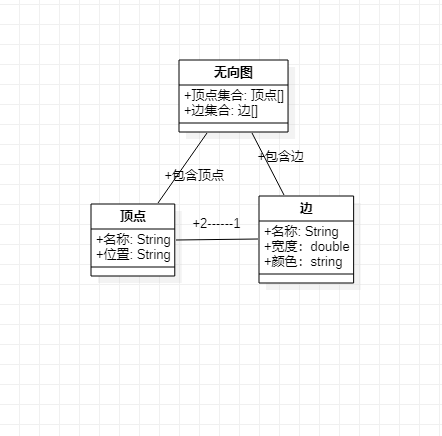 无向图
+顶点集合: 顶点[]
+边集合: 边[]
+包含顶点
+包含边
顶点
+名称: String
+位置: String
+2------1
边
+名称: String
+宽度：double
+颜色：string